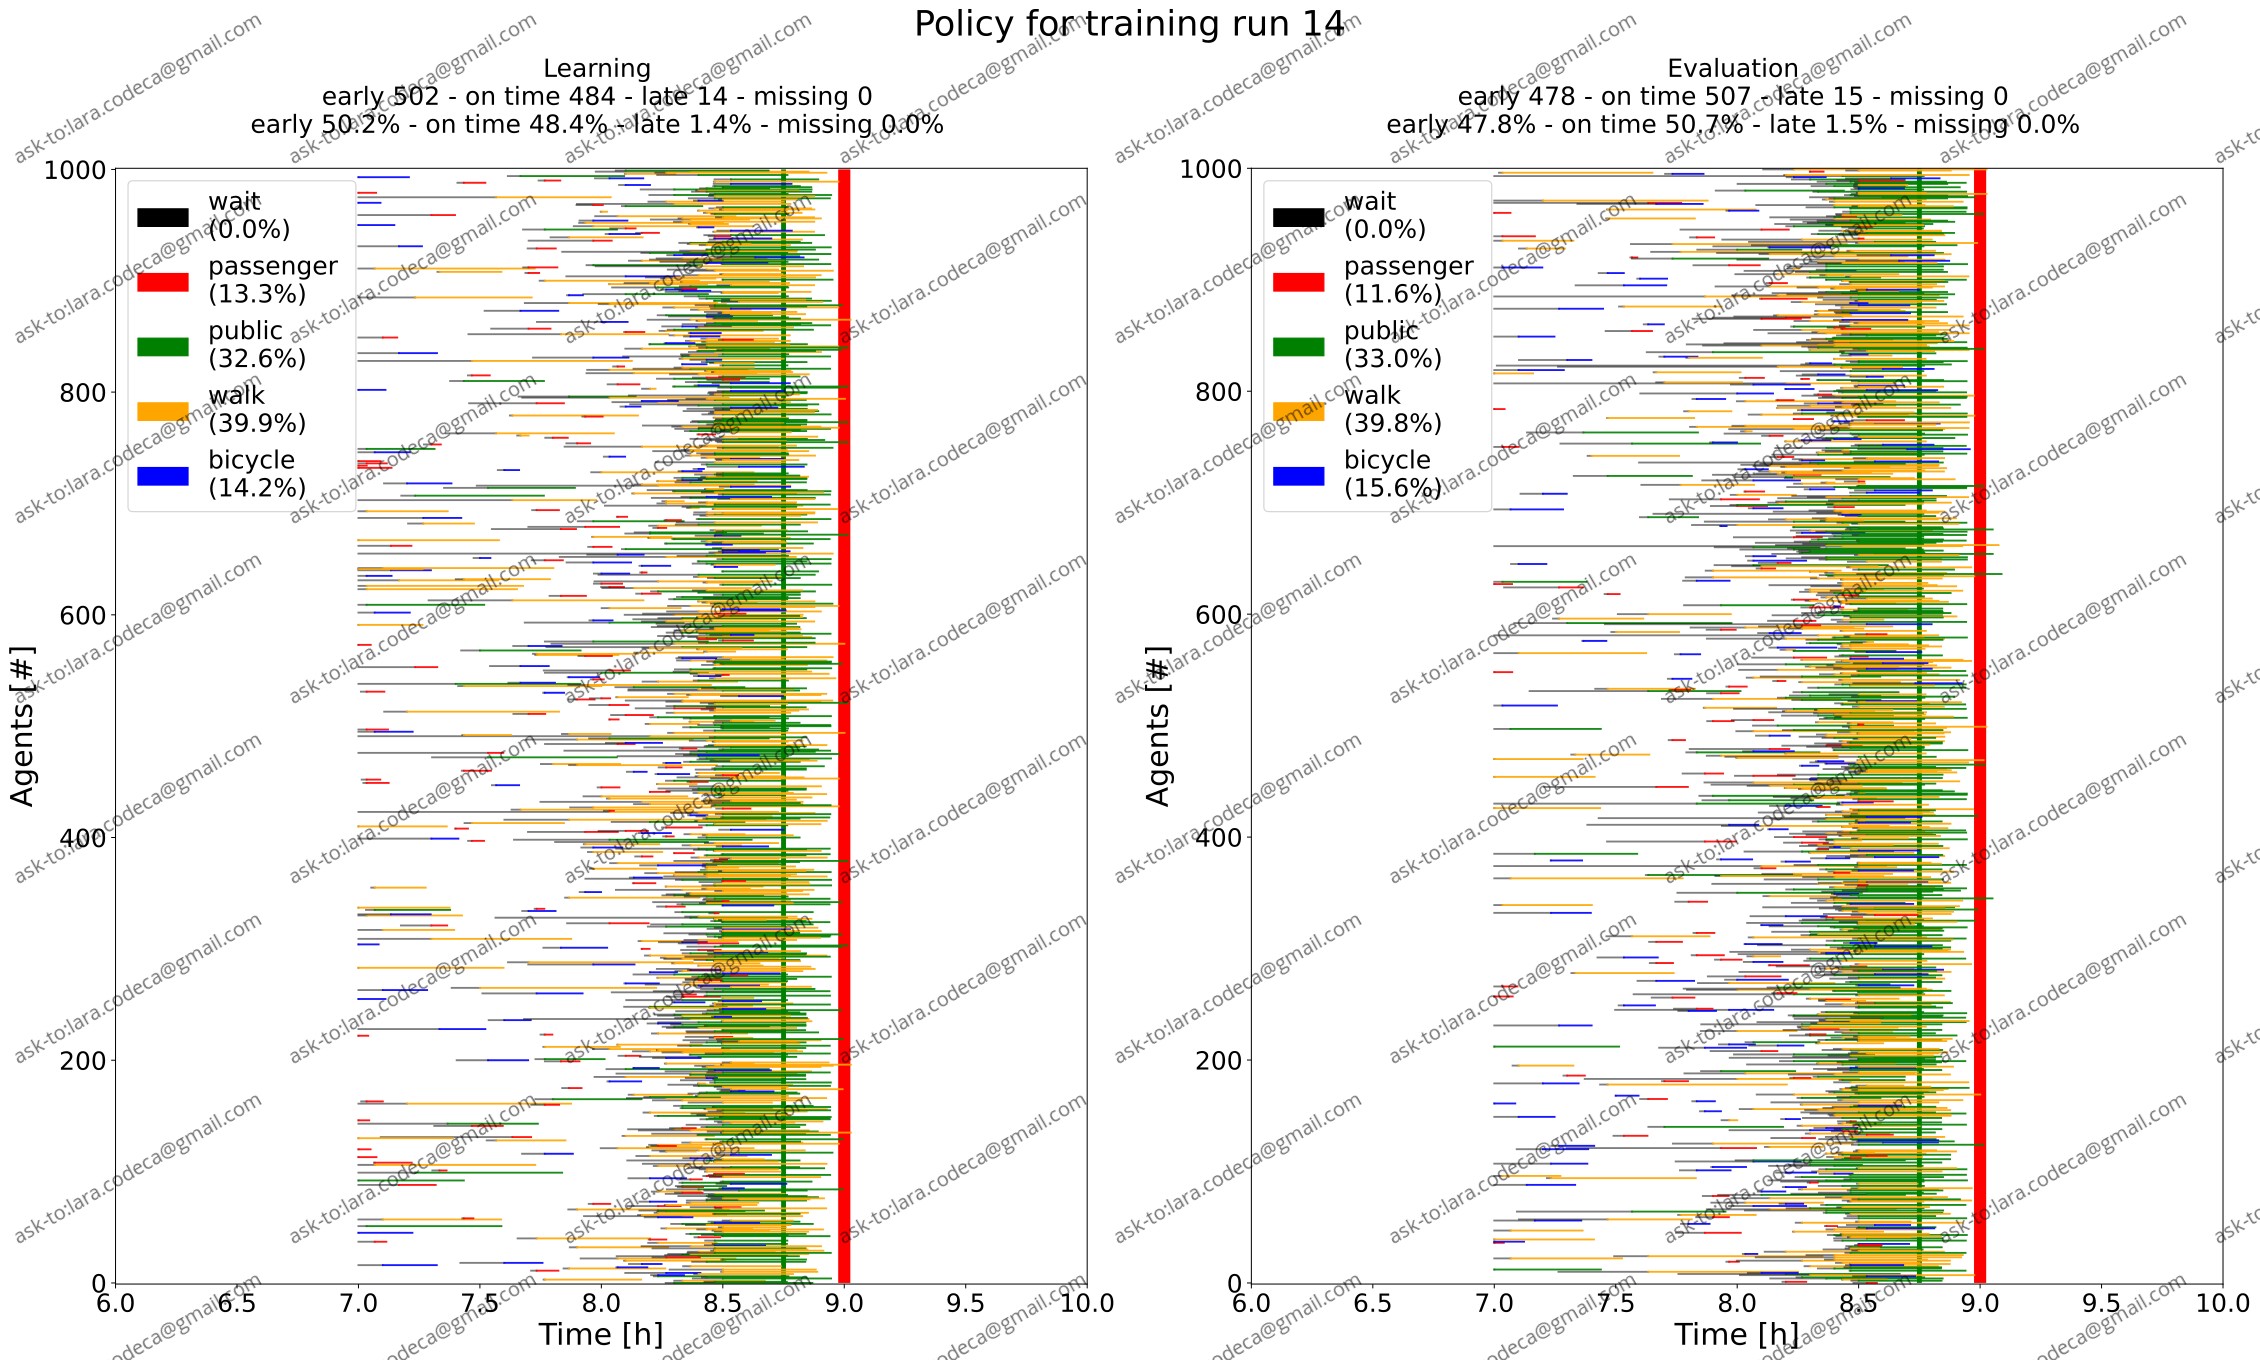 Policy for training run 14
Learning
early 502 - on time 484 - late 14 - missing 0
early 50.2% - on time 48.4% - late 1.4% - missing 0.0%
Agents [#]
1000
800
600
400
200
0
wait
(0.0%)
passenger
(13.3%)
public
(32.6%)
walk
(39.9%)
bicycle
(14.2%)
6.0 6.5 7.0 7.5 8.0 8.5 9.0 9.5 10.0
Time [h]
Evaluation
early 478 - on time 507 - late 15 - missing 0
early 47.8% - on time 50.7% - late 1.5% - missing 0.0%
Agents [#]
1000
800
600
400
200
0
wait
(0.0%)
passenger
(11.6%)
public
(33.0%)
walk
(39.8%)
bicycle
(15.6%)
6.0 6.5 7.0 7.5 8.0 8.5 9.0 9.5 10.0
Time [h]
ask-to:lara.codeca@gmail.com